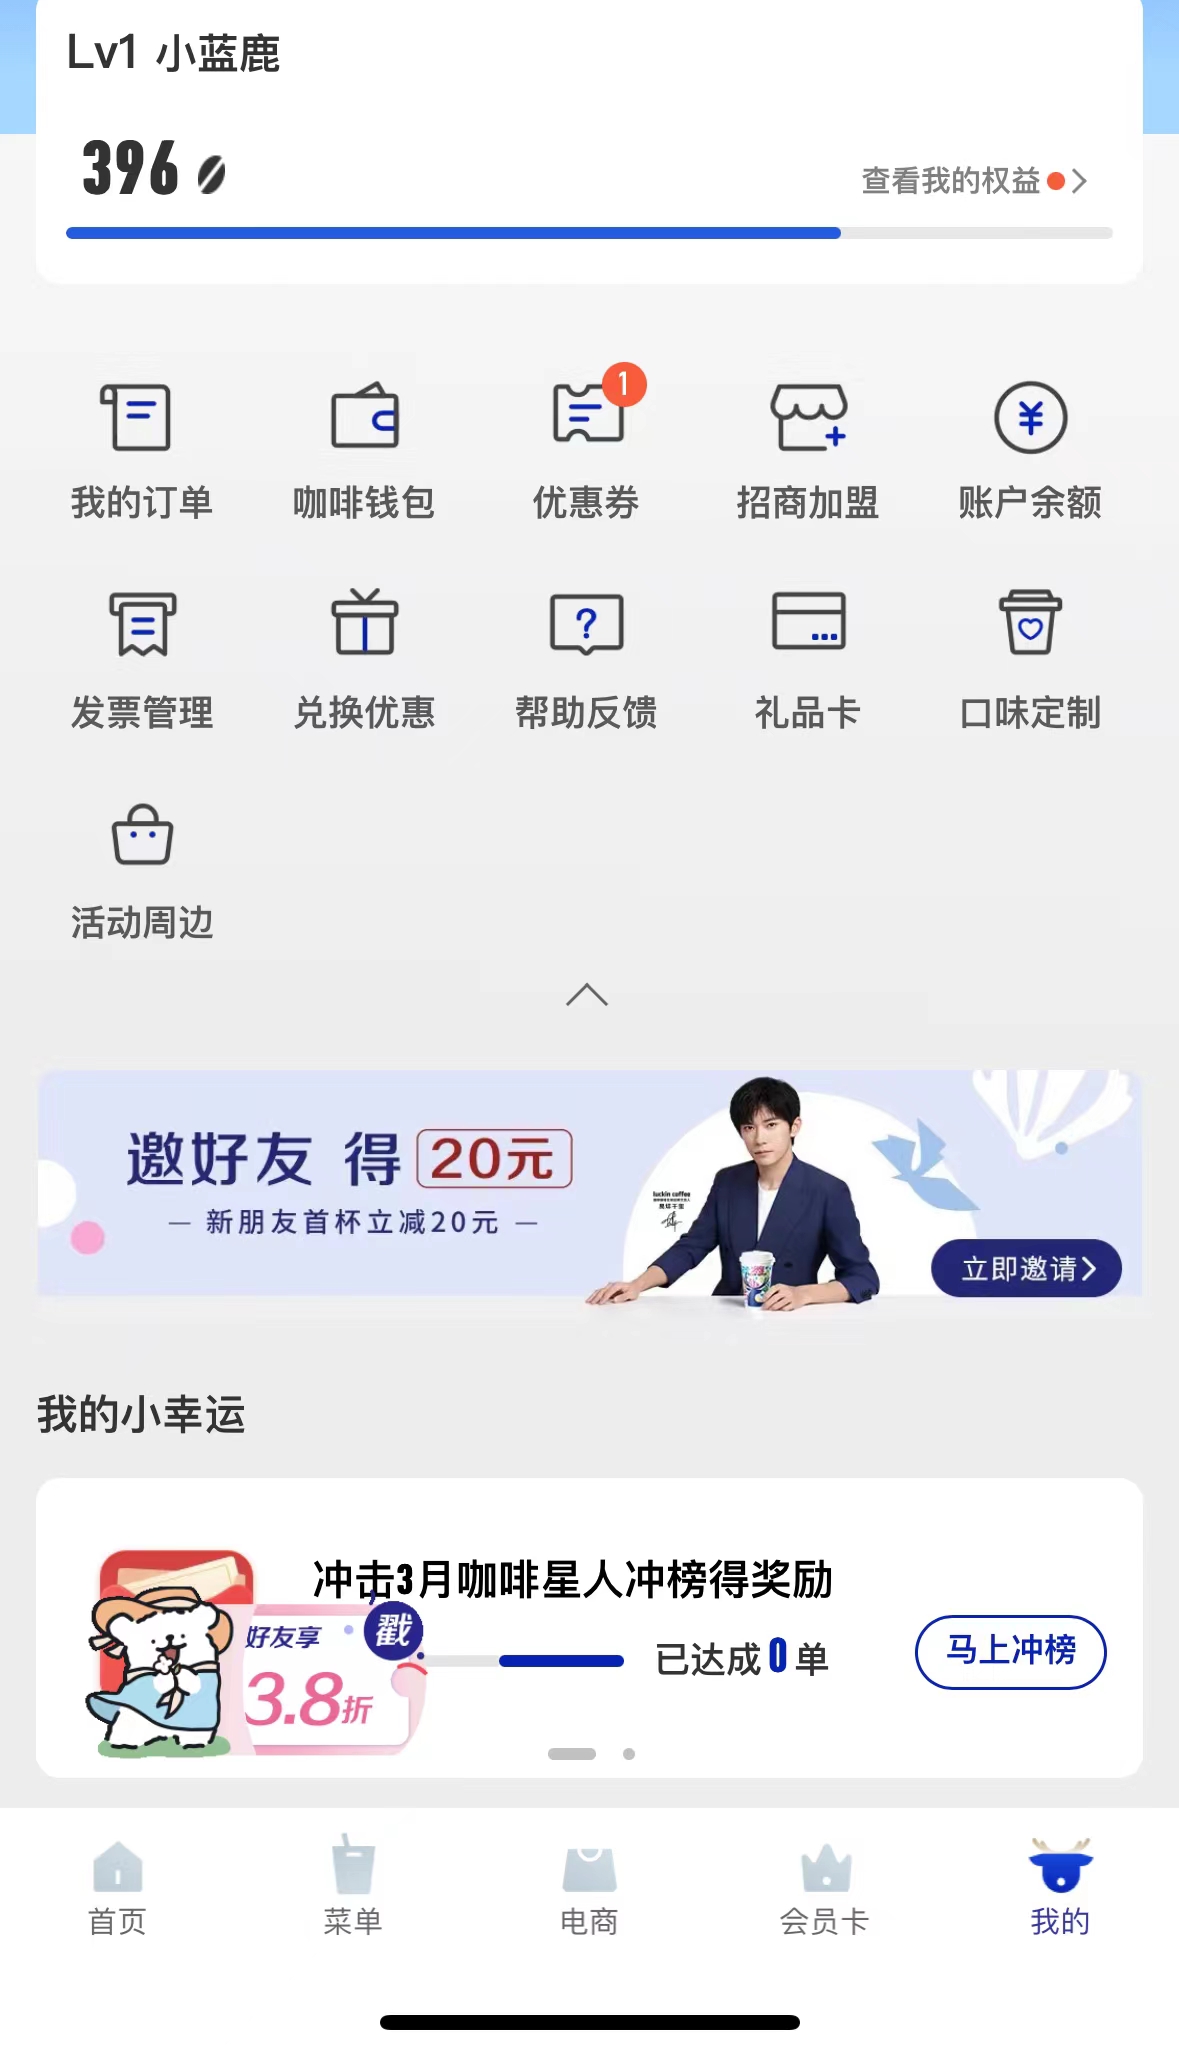 Lv1 小蓝鹿
396
查看我的权益
1
我的订单
咖啡钱包
优惠券
招商加盟
账户余额
发票管理
兑换优惠
帮助反馈
礼品卡
口味定制
活动周边
邀好友 得 20元
— 新朋友首杯立减20元 —
luckin coffee
立即邀请
我的小幸运
冲击3月咖啡星人冲榜得奖励
好友享
戳
3.8折
已达成0单
马上冲榜
首页
菜单
电商
会员卡
我的